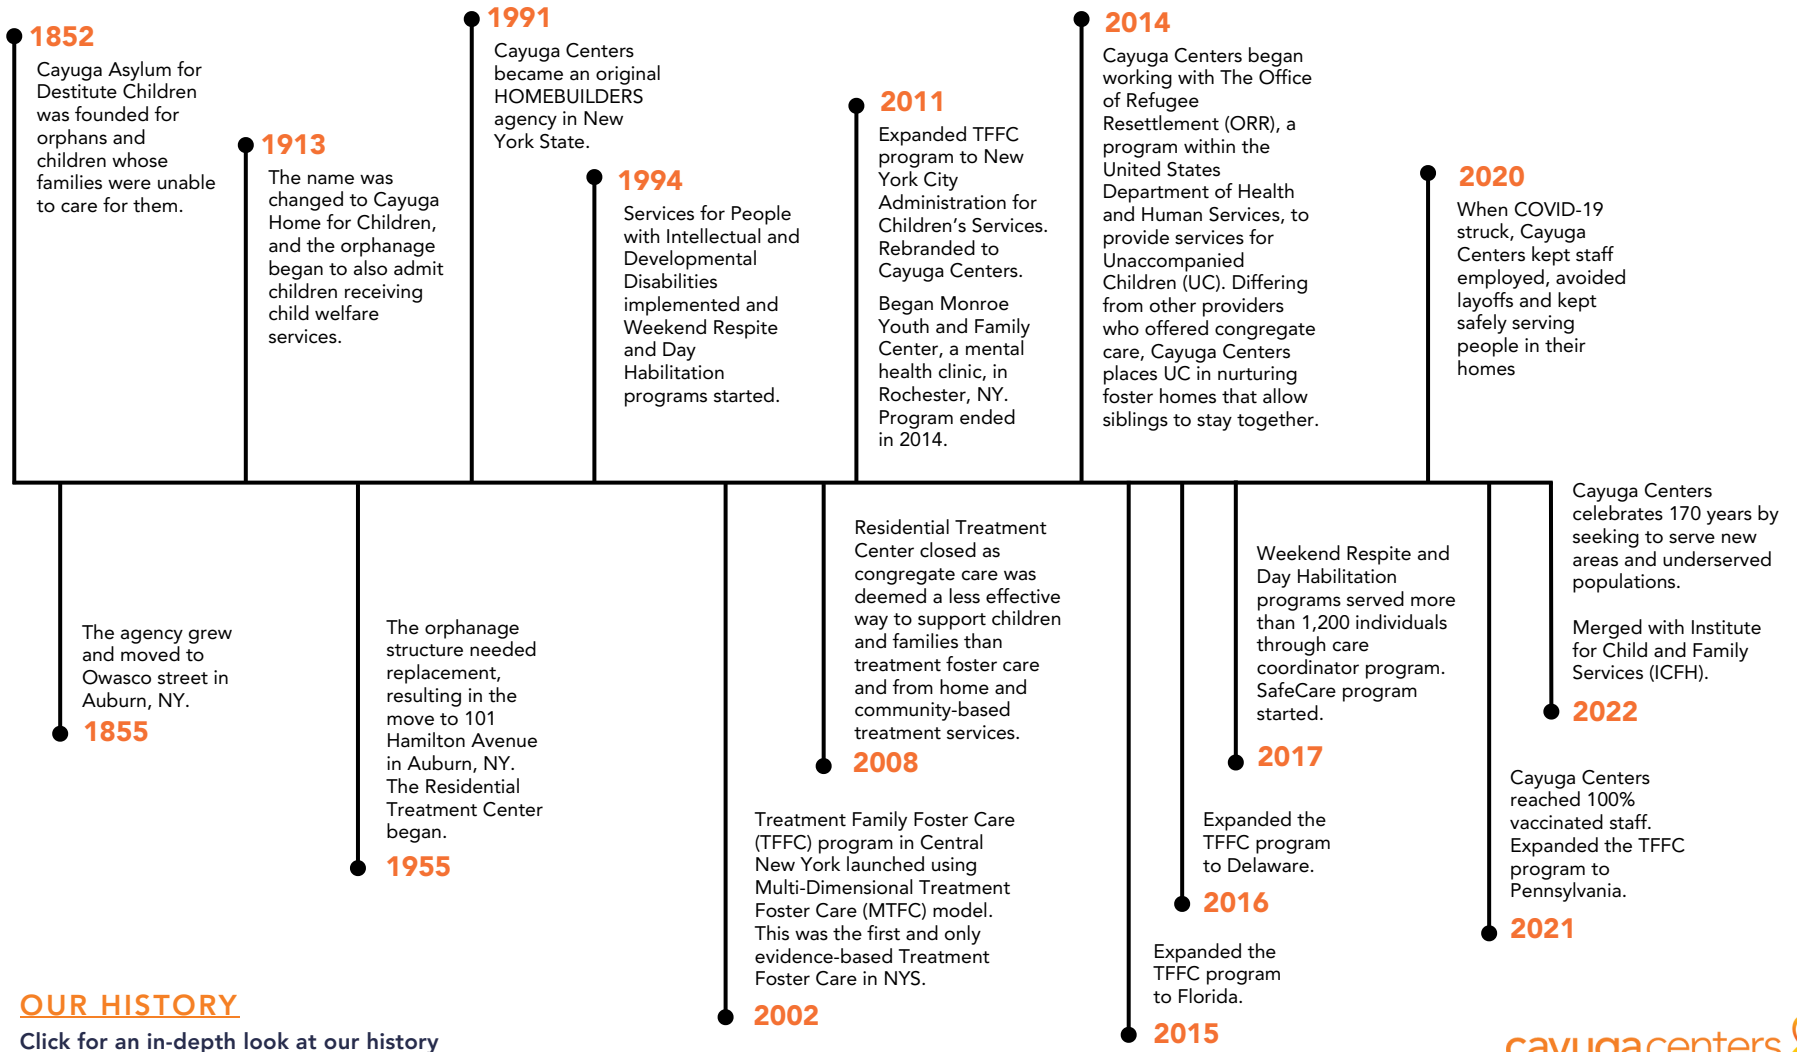 1852
Cayuga Asylum for
Destitute Children
was founded for
orphans and
children whose
families were unable
to care for them.
1855
The agency grew
and moved to
Owasco street in
Auburn, NY.
1913
The name was
changed to Cayuga
Home for Children,
and the orphanage
began to also admit
children receiving
child welfare
services.
1955
The orphanage
structure needed
replacement,
resulting in the
move to 101
Hamilton Avenue
in Auburn, NY.
The Residential
Treatment Center
began.
1991
Cayuga Centers
became an original
HOMEBUILDERS
agency in New
York State.
1994
Services for People
with Intellectual and
Developmental
Disabilities
implemented and
Weekend Respite
and Day
Habilitation
programs started.
Treatment Family Foster Care
(TFFC) program in Central
New York launched using
Multi-Dimensional Treatment
Foster Care (MTFC) model.
This was the first and only
evidence-based Treatment
Foster Care in NYS.
2002
Residential Treatment
Center closed as
congregate care was
deemed a less effective
way to support children
and families than
treatment foster care
and from home and
community-based
treatment services.
2008
2011
Expanded TFFC
program to New
York City
Administration for
Children’s Services.
Rebranded to
Cayuga Centers.
Began Monroe
Youth and Family
Center, a mental
health clinic, in
Rochester, NY.
Program ended
in 2014.
2014
Cayuga Centers began
working with The Office
of Refugee
Resettlement (ORR), a
program within the
United States
Department of Health
and Human Services, to
provide services for
Unaccompanied
Children (UC). Differing
from other providers
who offered congregate
care, Cayuga Centers
places UC in nurturing
foster homes that allow
siblings to stay together.
Expanded the
TFFC program
to Florida.
2015
Expanded the
TFFC program
to Delaware.
2016
Weekend Respite and
Day Habilitation
programs served more
than 1,200 individuals
through care
coordinator program.
SafeCare program
started.
2017
2020
When COVID-19
struck, Cayuga
Centers kept staff
employed, avoided
layoffs and kept
safely serving
people in their
homes
Cayuga Centers
reached 100%
vaccinated staff.
Expanded the TFFC
program to
Pennsylvania.
2021
Cayuga Centers
celebrates 170 years by
seeking to serve new
areas and underserved
populations.
Merged with Institute
for Child and Family
Services (ICFH).
2022
OUR HISTORY
Click for an in-depth look at our history
cayugacenters